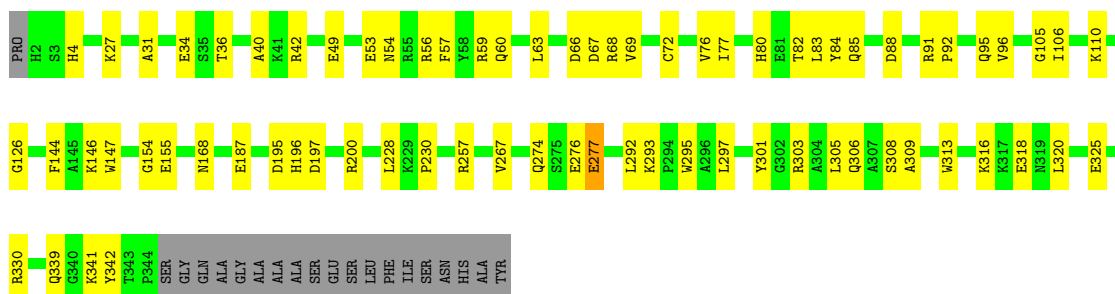 PRO H2 S3 H4 K27 A31 E34 S35 T36 A40 K41 R42 E49 E53 N54 R55 R56 F57 Y58 R59 Q60 L63 D66 D67 R68 V69 C72 V76 I77 H80 E81 T82 L83 Y84 Q85 D88 R91 P92 Q95 V96 G105 I106 K110
G126 F144 A145 K146 W147 G154 E155 N168 E187 D195 H196 D197 R200 L228 K229 P230 R257 V267 Q274 S275 E276 E277 L292 K293 P294 W295 A296 L297 Y301 G302 R303 A304 L305 Q306 A307 S308 A309 W313 K316 K317 E318 N319 L320 E325
R330 Q339 G340 K341 Y342 T343 P344 SER GLY GLN ALA GLY ALA ALA ALA SER GLU SER LEU PHE ILE SER ASN HIS ALA TYR